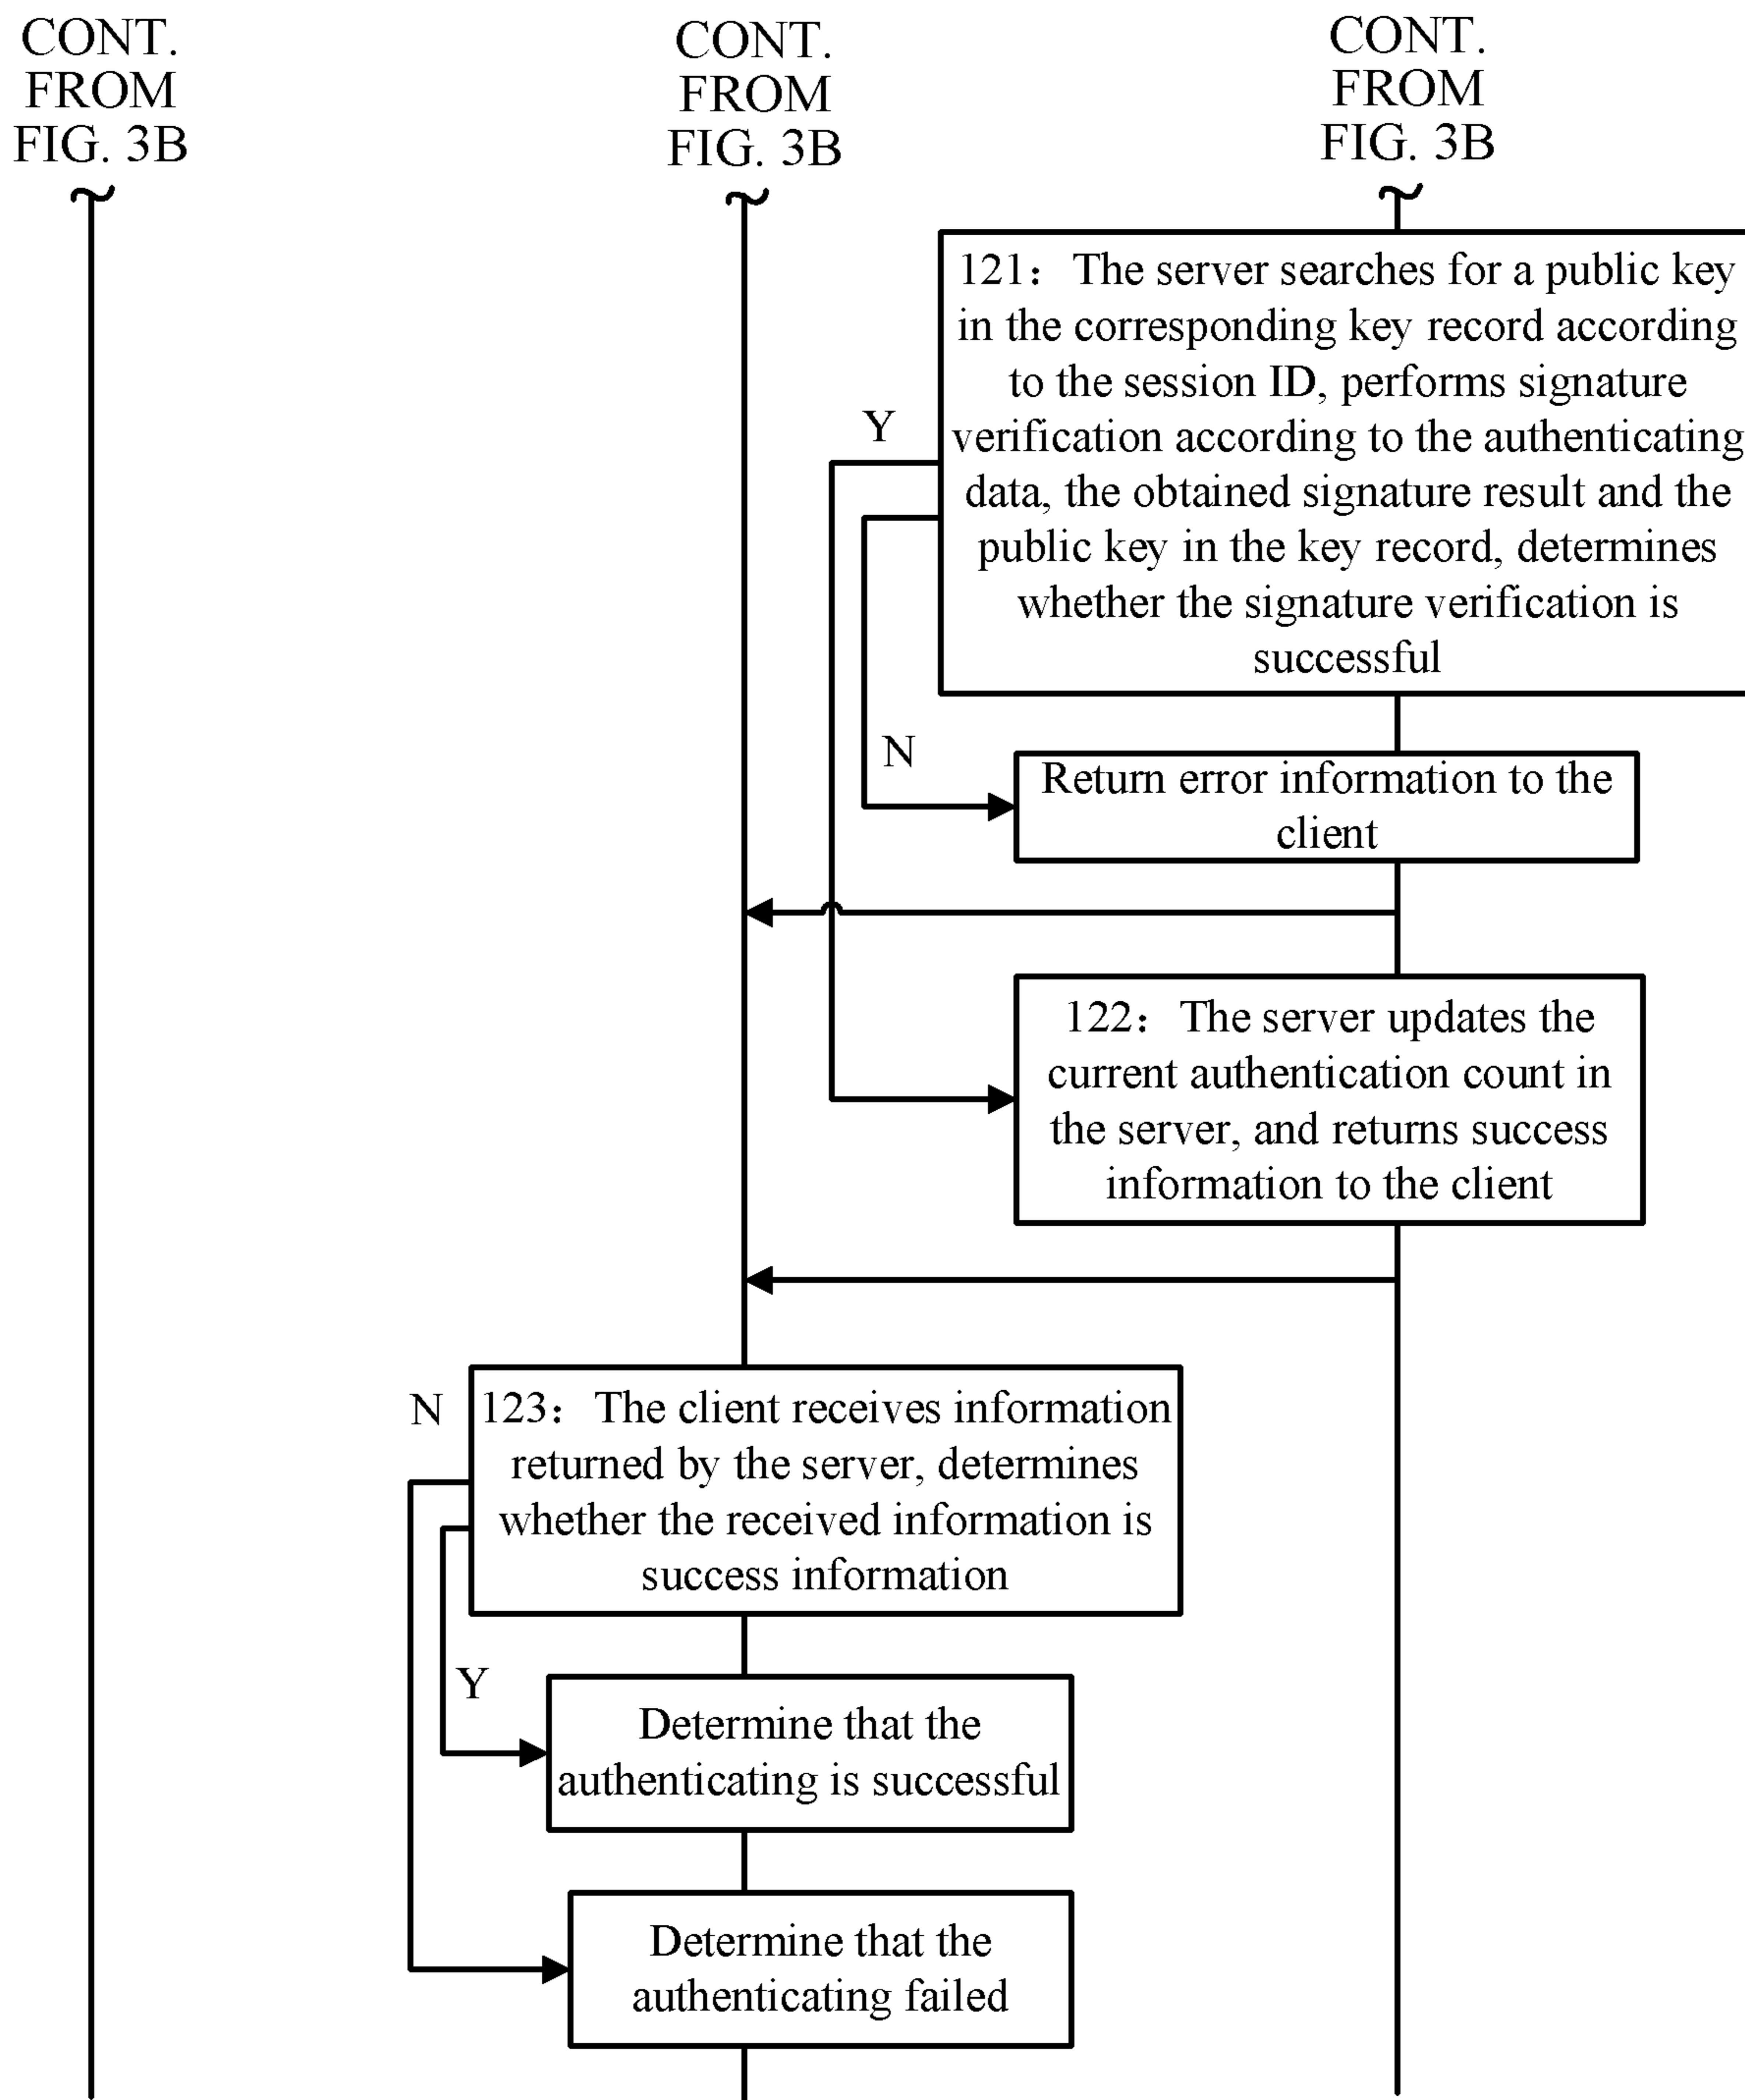 CONT.
FROM
FIG. 3B
CONT.
FROM
FIG. 3B
CONT.
FROM
FIG. 3B
121： The server searches for a public key
in the corresponding key record according
to the session ID, performs signature
verification according to the authenticating
data, the obtained signature result and the
public key in the key record, determines
whether the signature verification is
successful
Y
N
Return error information to the
client
122： The server updates the
current authentication count in
the server, and returns success
information to the client
N
123： The client receives information
returned by the server, determines
whether the received information is
success information
Y
Determine that the
authenticating is successful
Determine that the
authenticating failed